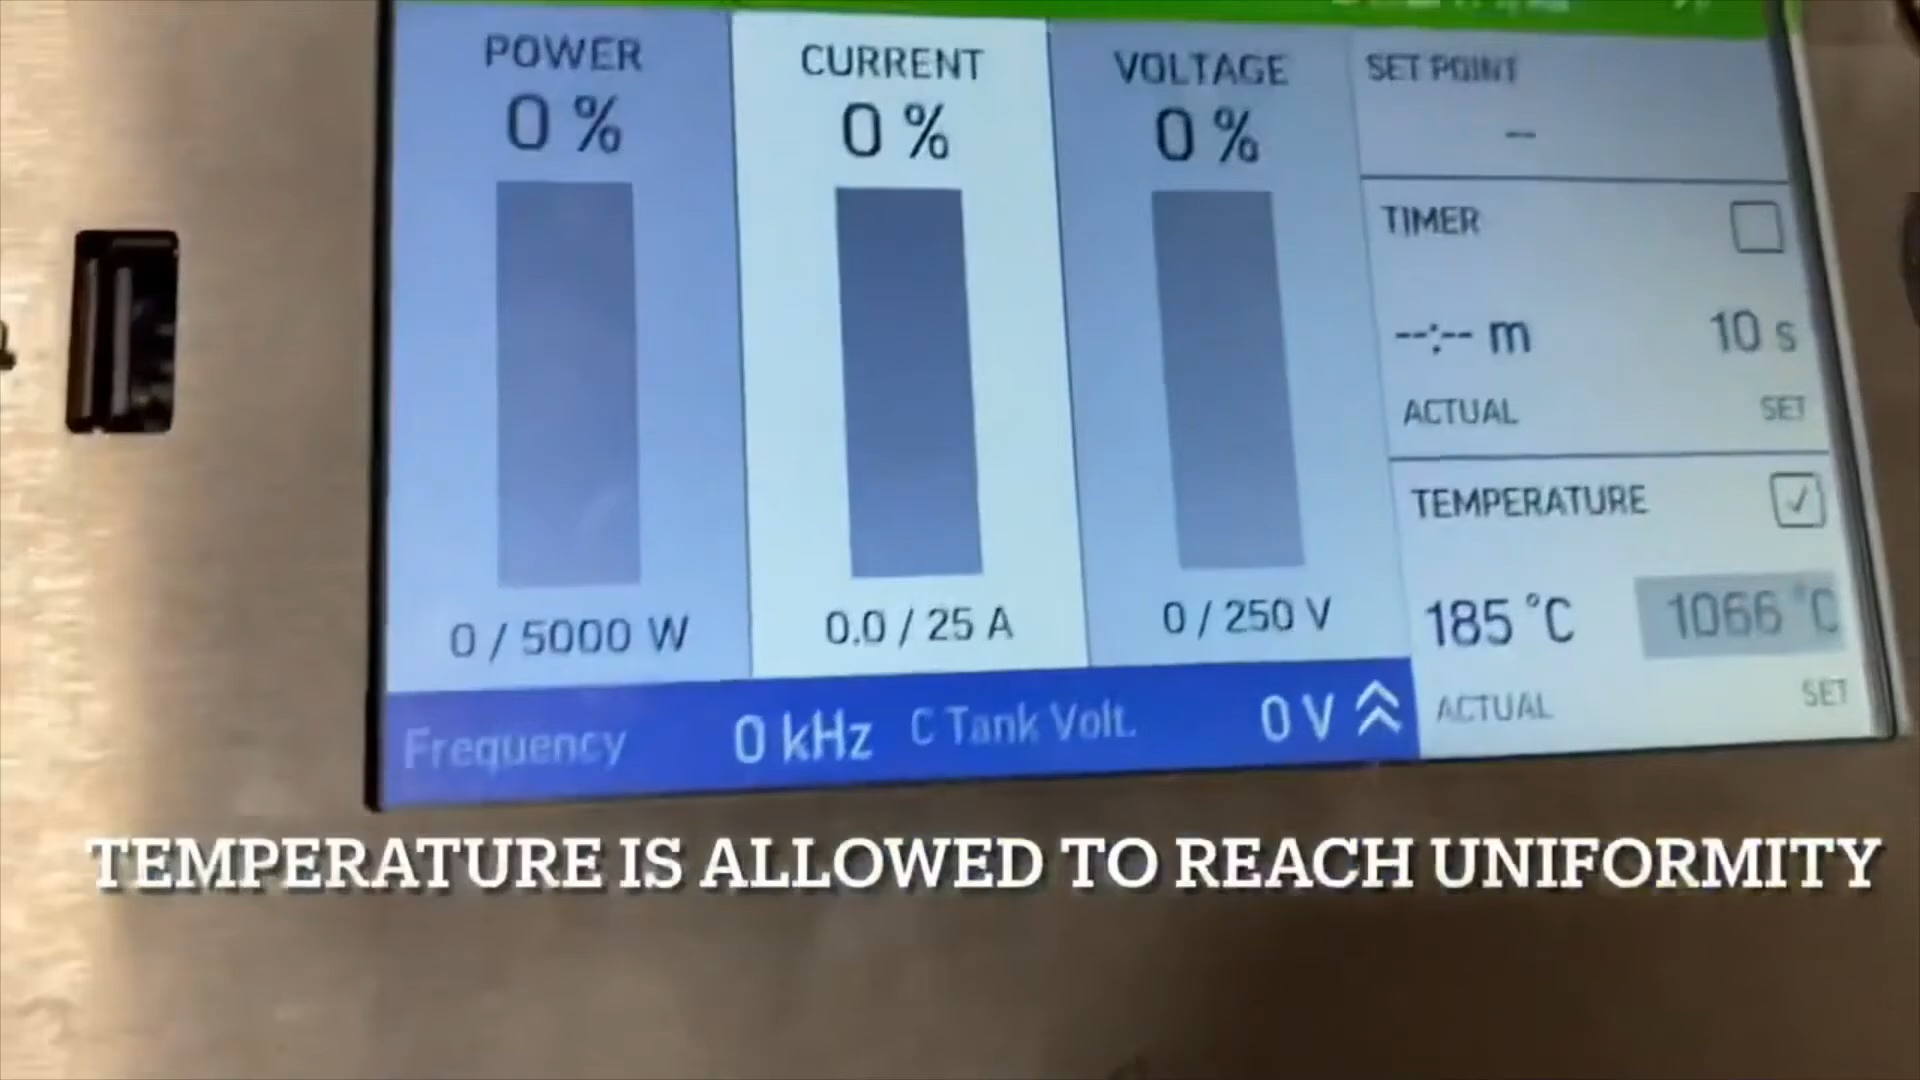 POWER
0 %
0 / 5000 W
CURRENT
0 %
0.0 / 25 A
VOLTAGE
0 %
0 / 250 V
SET POINT
--
TIMER
--:-- m 10 s
ACTUAL SET
TEMPERATURE
185 °C 1066 °C
ACTUAL SET
Frequency 0 kHz C Tank Volt. 0 V
TEMPERATURE IS ALLOWED TO REACH UNIFORMITY